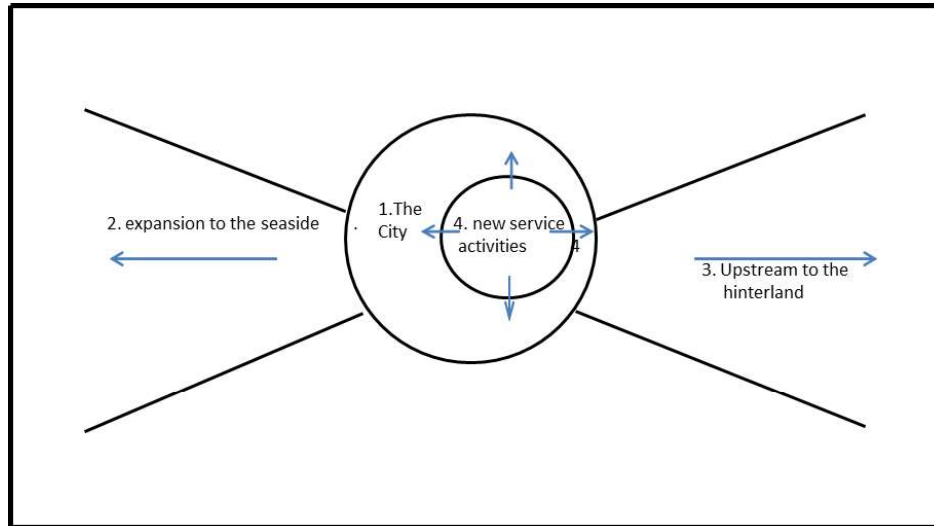 2. expansion to the seaside
1.The
City
4. new service
activities
4
3. Upstream to the
hinterland